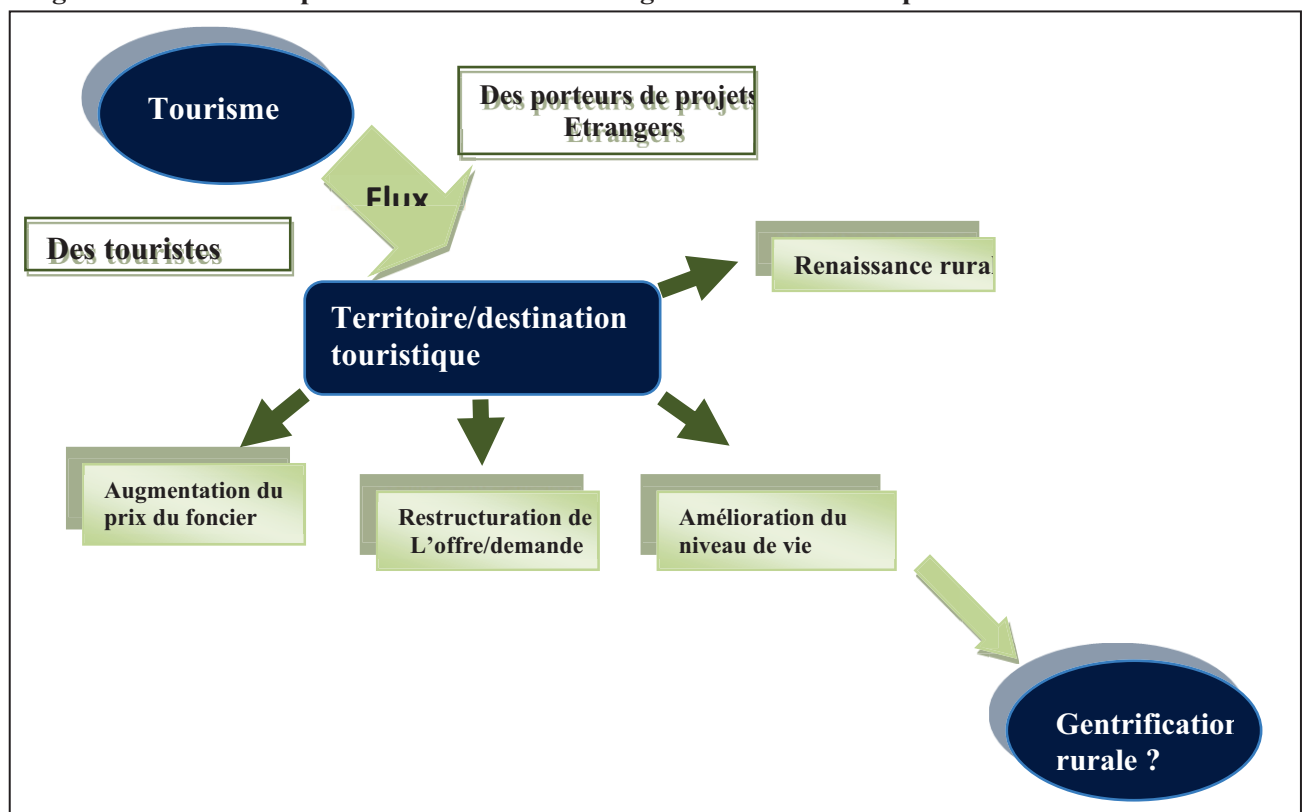 Tourisme
Des porteurs de projets
Etrangers
Flux
Des touristes
Renaissance rural
Territoire/destination
touristique
Augmentation du
prix du foncier
Restructuration de
L'offre/demande
Amélioration du
niveau de vie
Gentrification
rurale ?